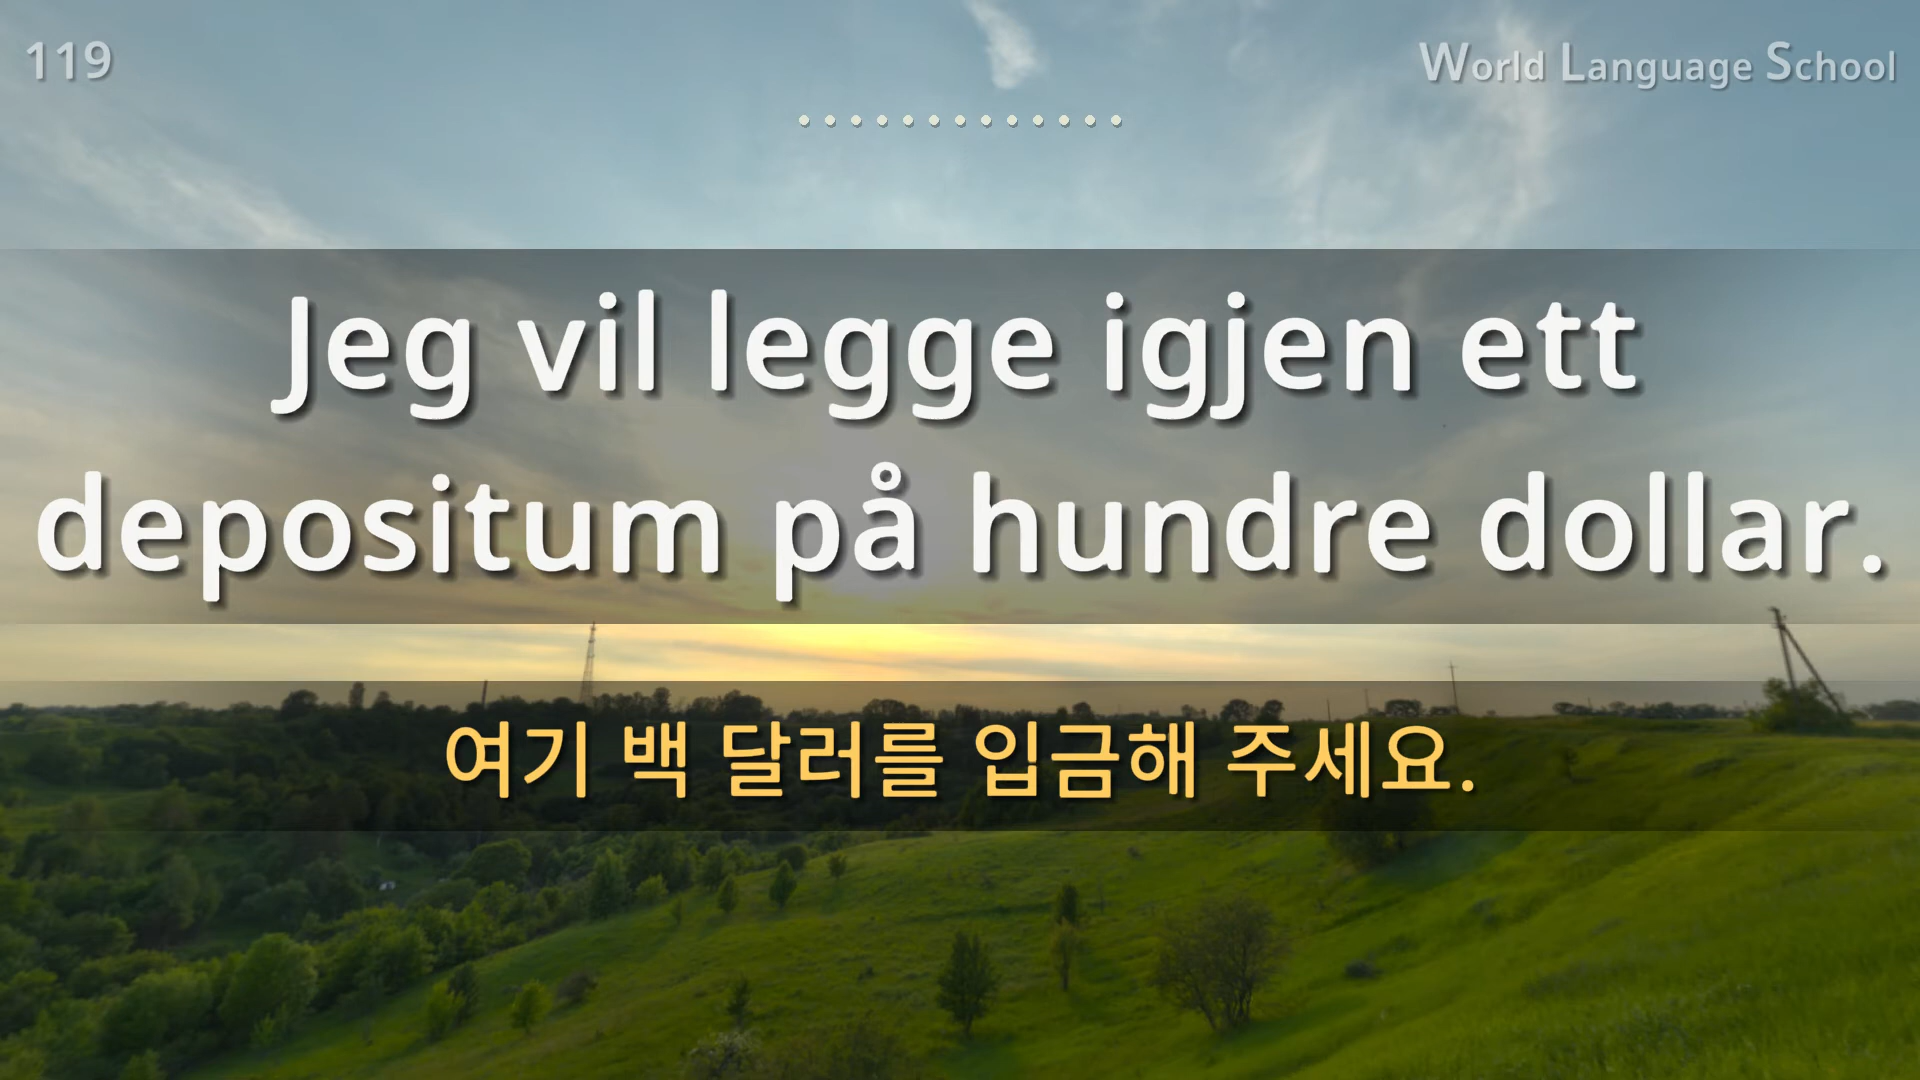 119
World Language School
Jeg vil legge igjen ett
depositum på hundre dollar.
여기 백 달러를 입금해 주세요.